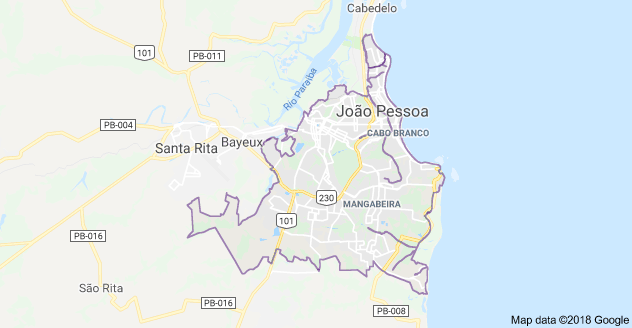 Cabedelo
101
PB-011
Rio Paraíba
João Pessoa
PB-004
CABO BRANCO
Santa Rita
Bayeux
230
MANGABEIRA
101
PB-016
São Rita
PB-016
PB-008
Map data ©2018 Google